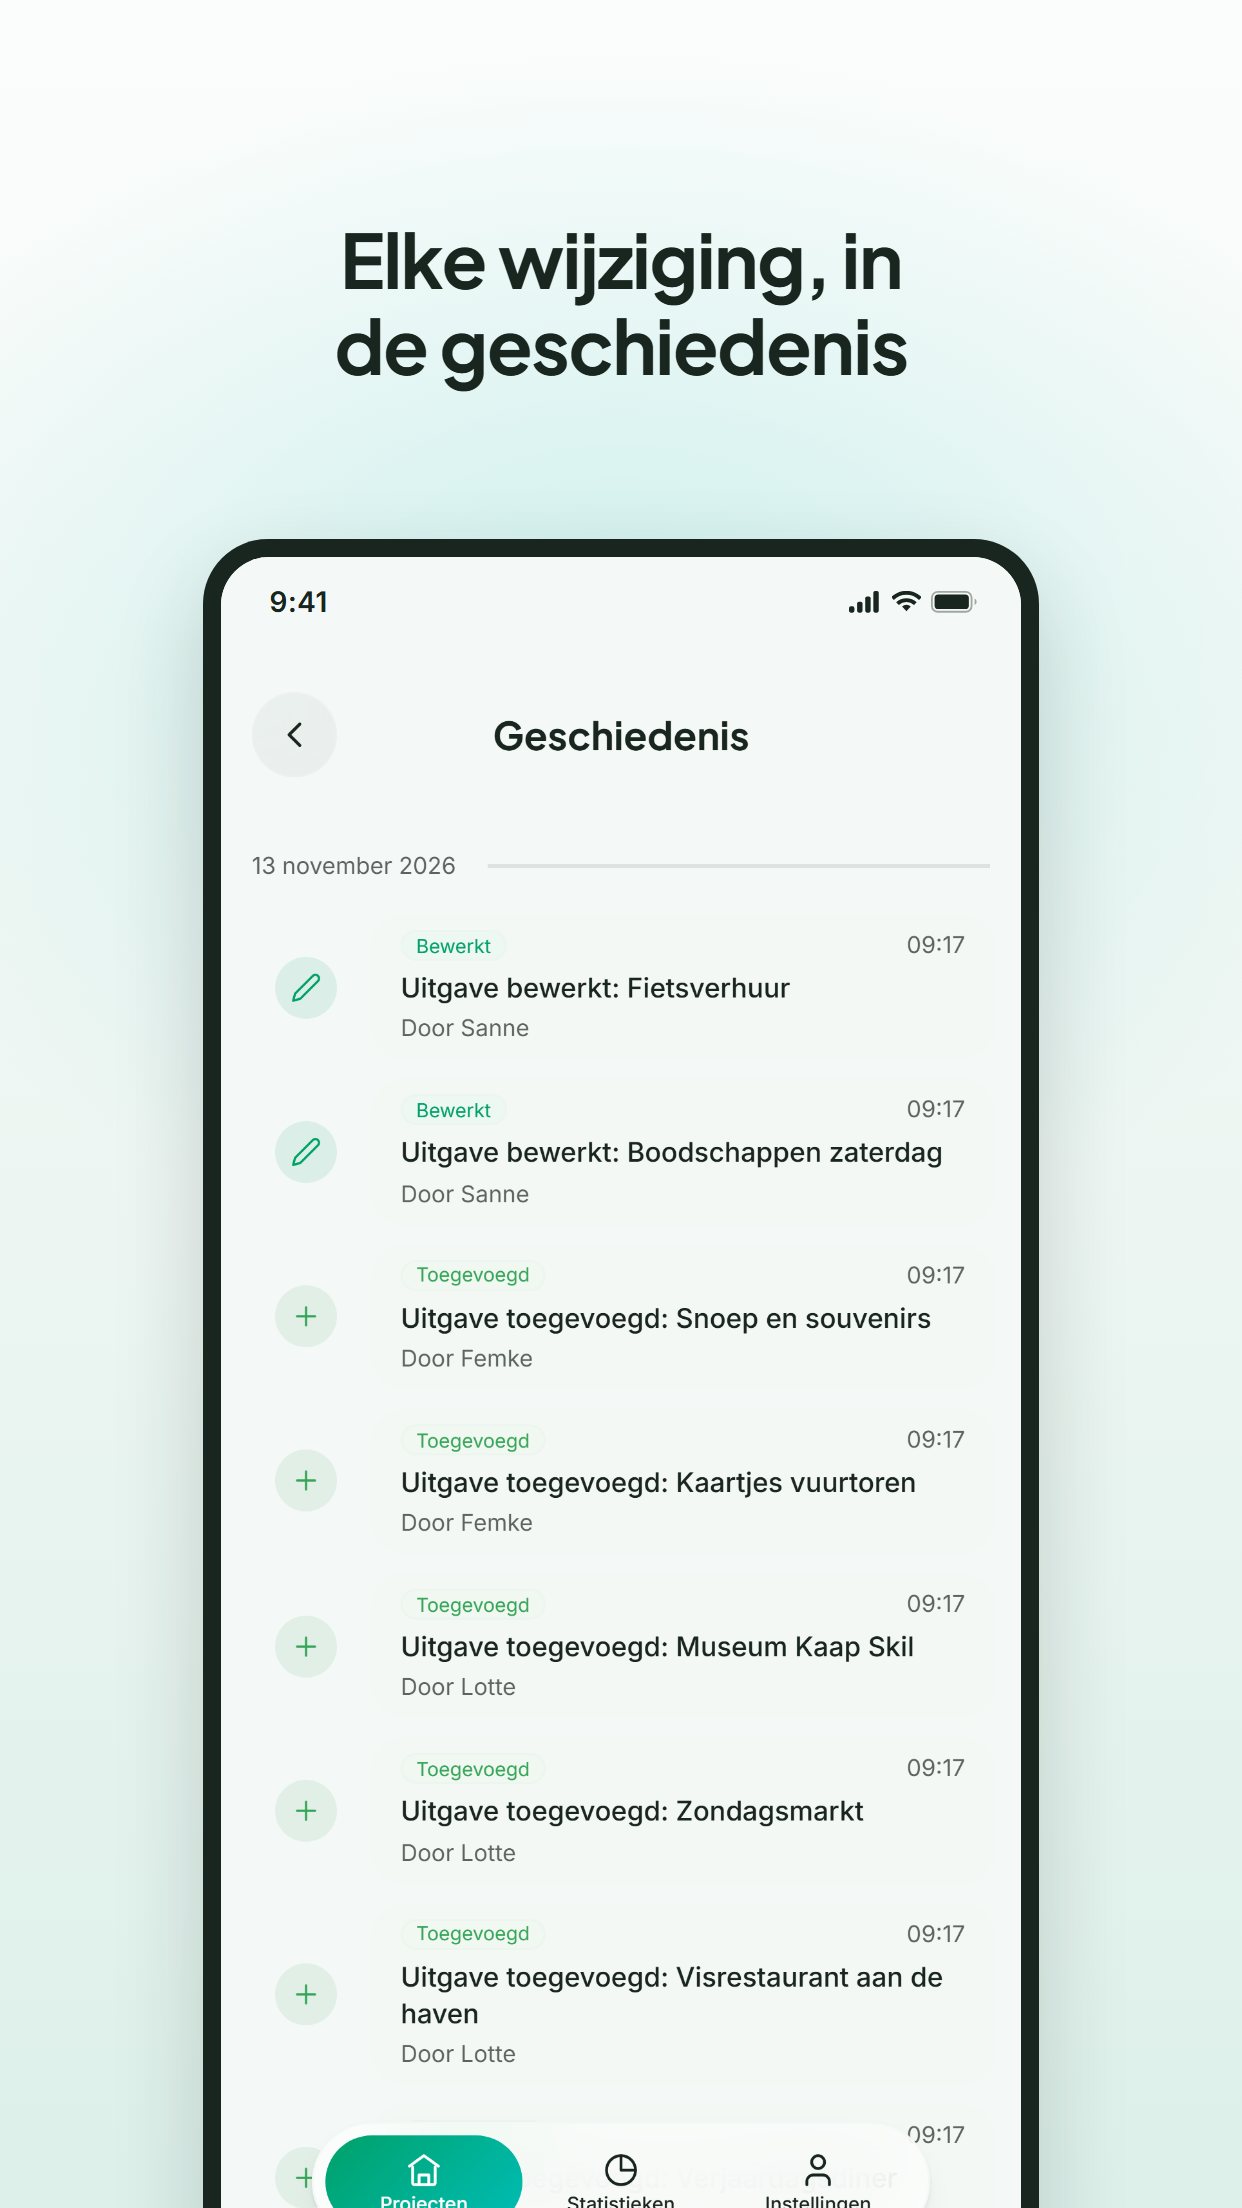 Elke wijziging, in
de geschiedenis
9:41
Geschiedenis
13 november 2026
Bewerkt
09:17
Uitgave bewerkt: Fietsverhuur
Door Sanne
Bewerkt
09:17
Uitgave bewerkt: Boodschappen zaterdag
Door Sanne
Toegevoegd
09:17
Uitgave toegevoegd: Snoep en souvenirs
Door Femke
Toegevoegd
09:17
Uitgave toegevoegd: Kaartjes vuurtoren
Door Femke
Toegevoegd
09:17
Uitgave toegevoegd: Museum Kaap Skil
Door Lotte
Toegevoegd
09:17
Uitgave toegevoegd: Zondagsmarkt
Door Lotte
Toegevoegd
09:17
Uitgave toegevoegd: Visrestaurant aan de
haven
Door Lotte
09:17
Verjaardagsdiner
Projecten
Statistieken
Instellingen